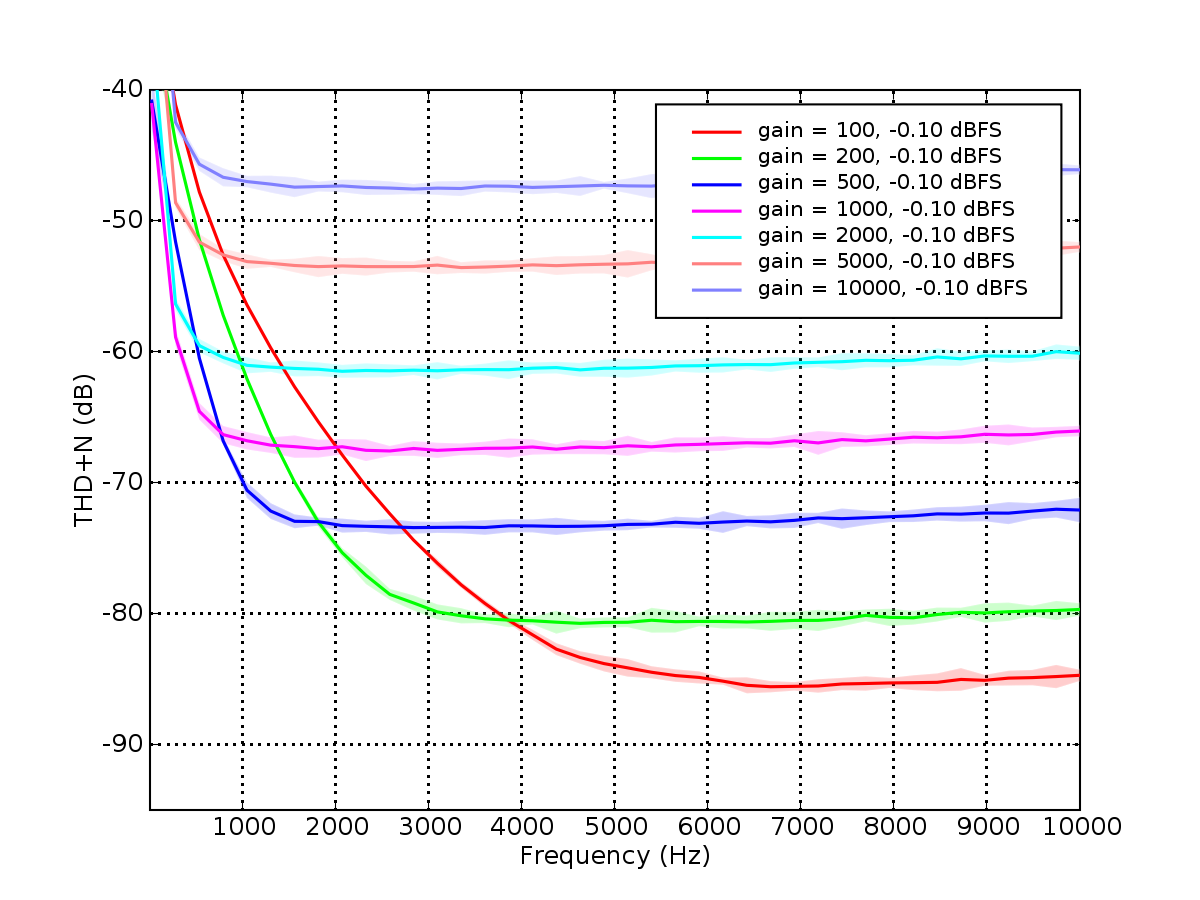 -40
-50
-60
-70
-80
-90
THD+N (dB)
gain = 100, -0.10 dBFS
gain = 200, -0.10 dBFS
gain = 500, -0.10 dBFS
gain = 1000, -0.10 dBFS
gain = 2000, -0.10 dBFS
gain = 5000, -0.10 dBFS
gain = 10000, -0.10 dBFS
1000 2000 3000 4000 5000 6000 7000 8000 9000 10000
Frequency (Hz)